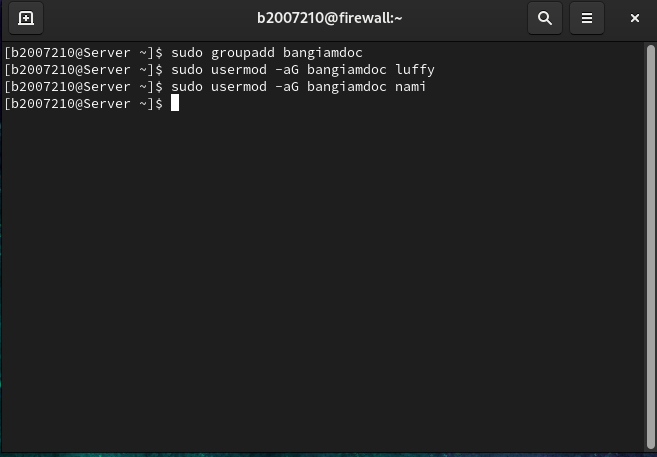 b2007210@firewall:~
[b2007210@Server ~]$ sudo groupadd bangiamdoc
[b2007210@Server ~]$ sudo usermod -aG bangiamdoc luffy
[b2007210@Server ~]$ sudo usermod -aG bangiamdoc nami
[b2007210@Server ~]$